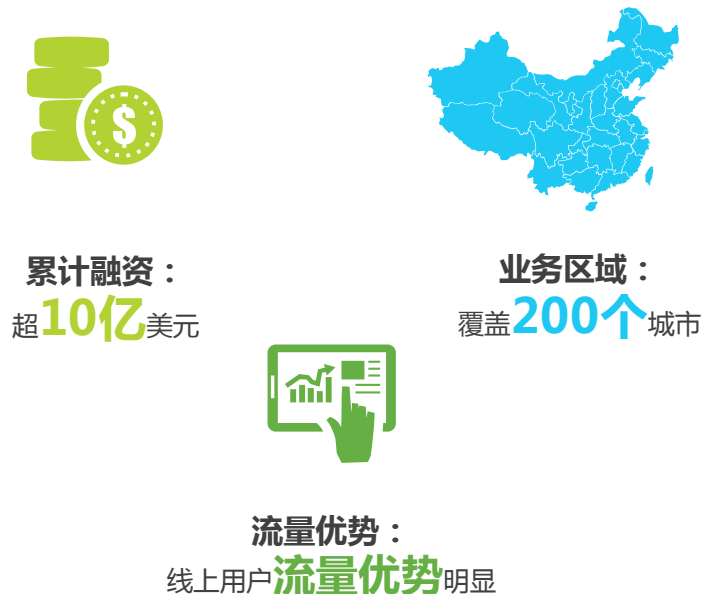 累计融资：
超10亿美元
业务区域：
覆盖200个城市
流量优势：
线上用户流量优势明显